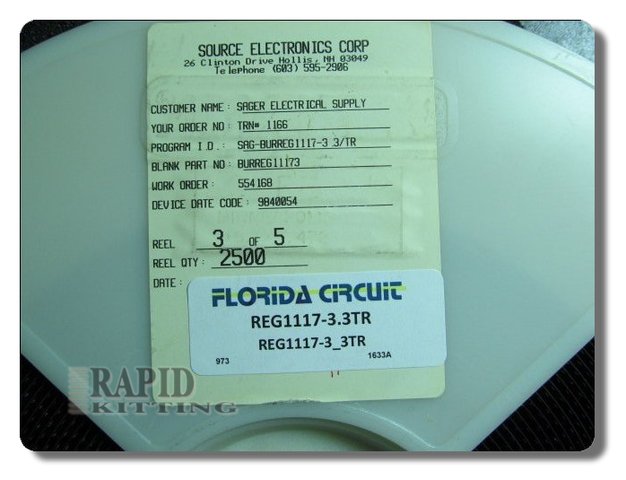 SOURCE ELECTRONICS CORP
26 Clinton Drive Hollis, NH 03049
Telephone (603) 595-2906
CUSTOMER NAME: SAGER ELECTRICAL SUPPLY
YOUR ORDER NO: TRN# 1166
PROGRAM I.D.: SAG-BURREG1117-3.3/TR
BLANK PART NO: BURREG11173
WORK ORDER: 554168
DEVICE DATE CODE: 9840054
REEL 3 OF 5
REEL QTY: 2500
DATE:
FLORIDA CIRCUIT
REG1117-3.3TR
REG1117-3_3TR
973 1633A
RAPID
KITTING